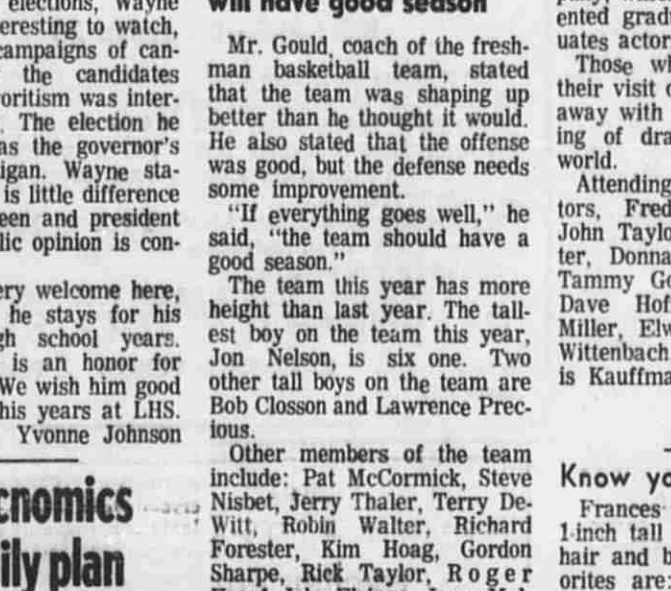 elections, Wayne
eresting to watch,
campaigns of can-
the candidates
oritism was inter-
. The election he
as the governor's
igan. Wayne sta-
is little difference
een and president
lic opinion is con-
ery welcome here,
he stays for his
gh school years.
is an honor for
We wish him good
his years at LHS.
Yvonne Johnson
cnomics
ily plan
will have good season
Mr. Gould, coach of the fresh-
man basketball team, stated
that the team was shaping up
better than he thought it would.
He also stated that the offense
was good, but the defense needs
some improvement.
"If everything goes well," he
said, "the team should have a
good season."
The team this year has more
height than last year. The tall-
est boy on the team this year,
Jon Nelson, is six one. Two
other tall boys on the team are
Bob Closson and Lawrence Prec-
ious.
Other members of the team
include: Pat McCormick, Steve
Nisbet, Jerry Thaler, Terry De-
Witt, Robin Walter, Richard
Forester, Kim Hoag, Gordon
Sharpe, Rick Taylor, Roger
ented grad
uates actor
Those wh
their visit o
away with
ing of dra
world.
Attending
tors, Fred
John Taylo
ter, Donna
Tammy Go
Dave Hor
Miller, Elw
Wittenbach
is Kauffma
Know yo
Frances
1-inch tall
hair and b
orites are: